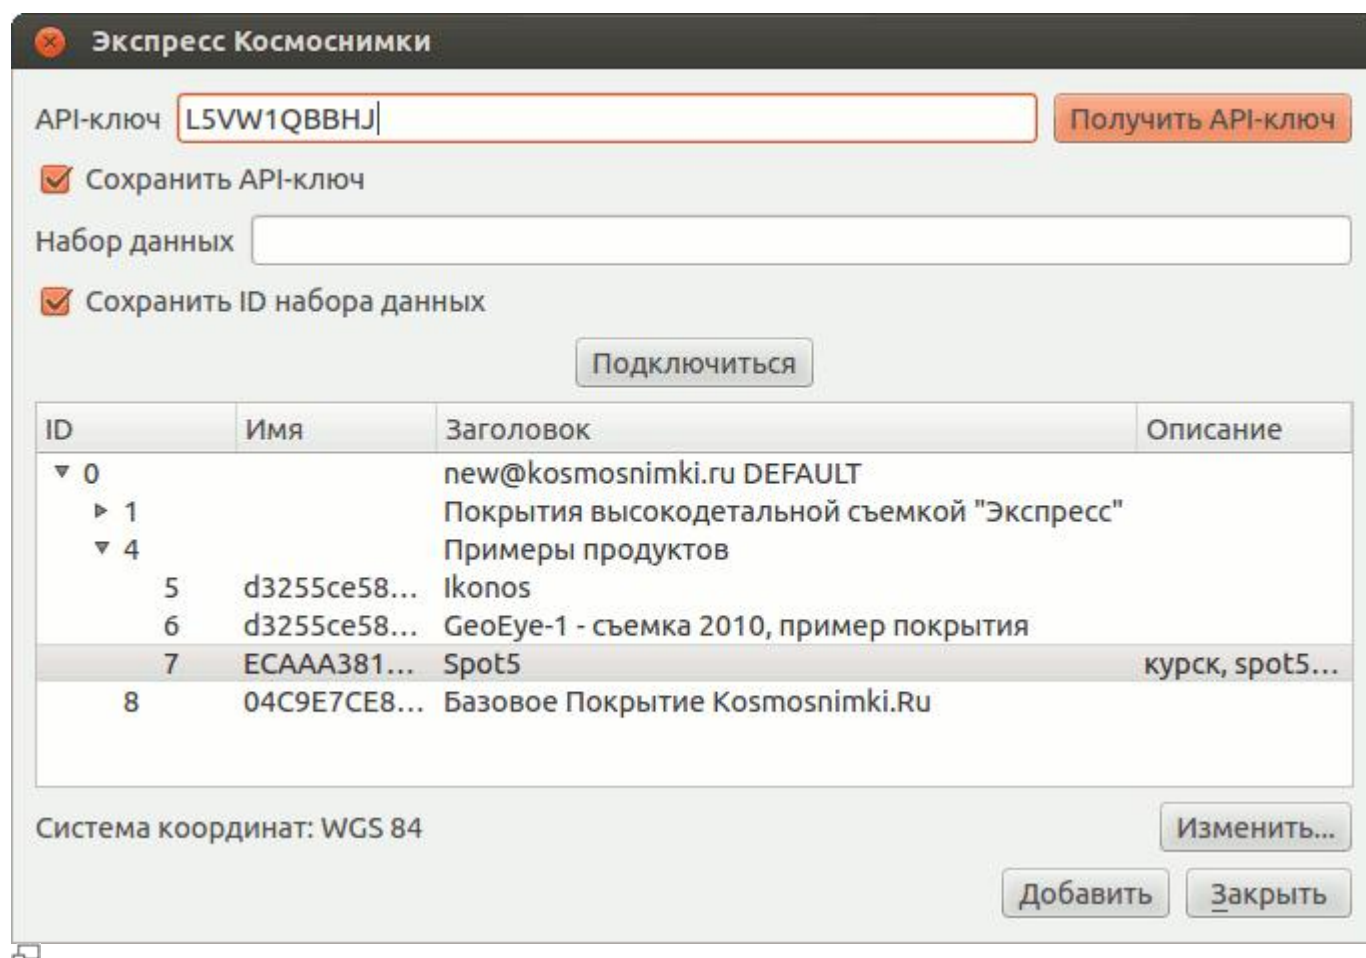 Экспресс Космоснимки
API-ключ L5VW1QBBHJ Получить API-ключ
Сохранить API-ключ
Набор данных
Сохранить ID набора данных
Подключиться
ID Имя Заголовок Описание
0 new@kosmosnimki.ru DEFAULT
1 Покрытия высокодетальной съемкой "Экспресс"
4 Примеры продуктов
5 d3255ce58... Ikonos
6 d3255ce58... GeoEye-1 - съемка 2010, пример покрытия
7 ECAAA381... Spot5 курск, spot5...
8 04C9E7CE8... Базовое Покрытие Kosmosnimki.Ru
Система координат: WGS 84 Изменить...
Добавить Закрыть